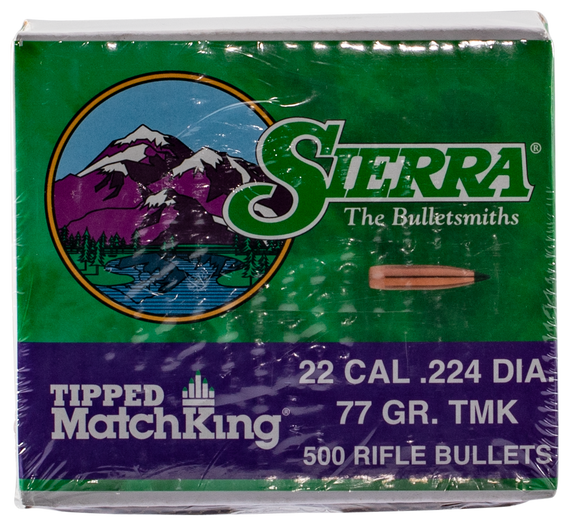 SIERRA®
The Bulletsmiths
22 CAL .224 DIA.
TIPPED
MatchKing®
77 GR. TMK
500 RIFLE BULLETS